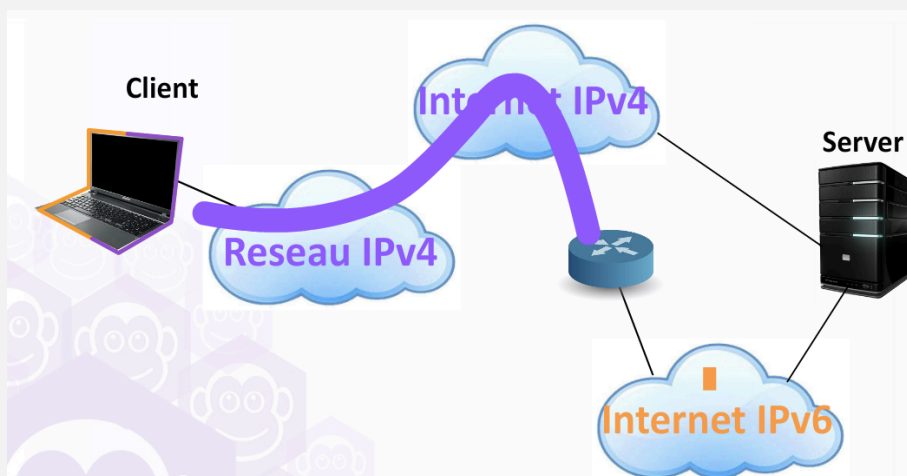 Client
Internet IPv4
Server
Reseau IPv4
Internet IPv6